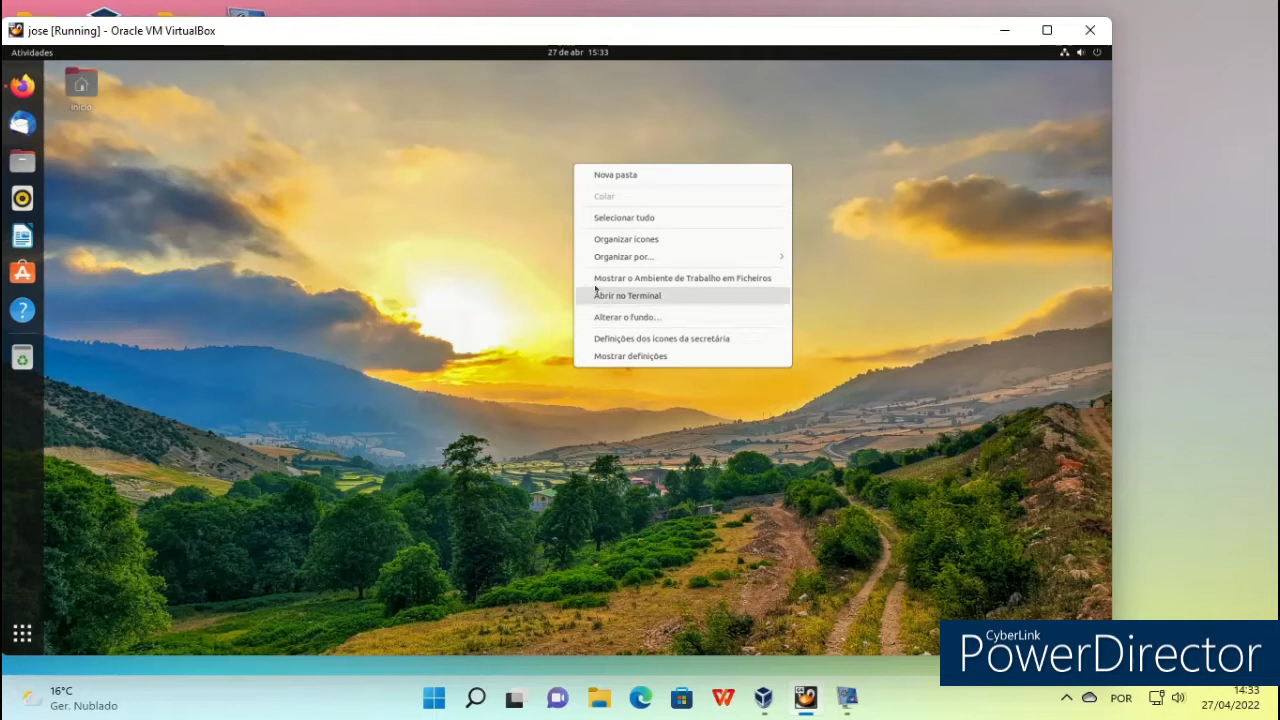 jose [Running] - Oracle VM VirtualBox
Atividades
27 de abr 15:33
Início
Nova pasta
Colar
Selecionar tudo
Organizar ícones
Organizar por...
Mostrar o Ambiente de Trabalho em Ficheiros
Abrir no Terminal
Alterar o fundo...
Definições dos ícones da secretária
Mostrar definições
CyberLink
PowerDirector
16°C
Ger. Nublado
POR
14:33
27/04/2022